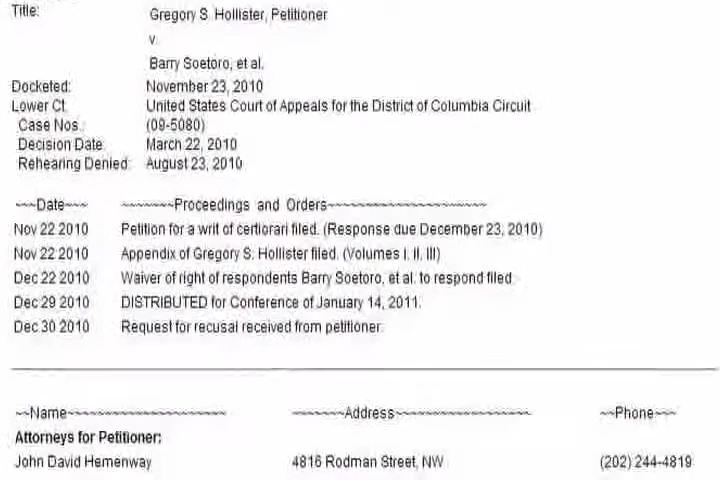 Title: Gregory S. Hollister, Petitioner
v.
Barry Soetoro, et al.
Docketed: November 23, 2010
Lower Ct: United States Court of Appeals for the District of Columbia Circuit
Case Nos.: (09-5080)
Decision Date: March 22, 2010
Rehearing Denied: August 23, 2010
~~~Date~~~ ~~~~~~~Proceedings and Orders~~~~~~~~~~~~~~~~~~~~~
Nov 22 2010 Petition for a writ of certiorari filed. (Response due December 23, 2010)
Nov 22 2010 Appendix of Gregory S. Hollister filed. (Volumes I, II, III)
Dec 22 2010 Waiver of right of respondents Barry Soetoro, et al. to respond filed.
Dec 29 2010 DISTRIBUTED for Conference of January 14, 2011.
Dec 30 2010 Request for recusal received from petitioner.
~~Name~~~~~~~~~~~~~~~~~~~~~ ~~~~~~~Address~~~~~~~~~~~~~~~~~~ ~~Phone~~~
Attorneys for Petitioner:
John David Hemenway 4816 Rodman Street, NW (202) 244-4819